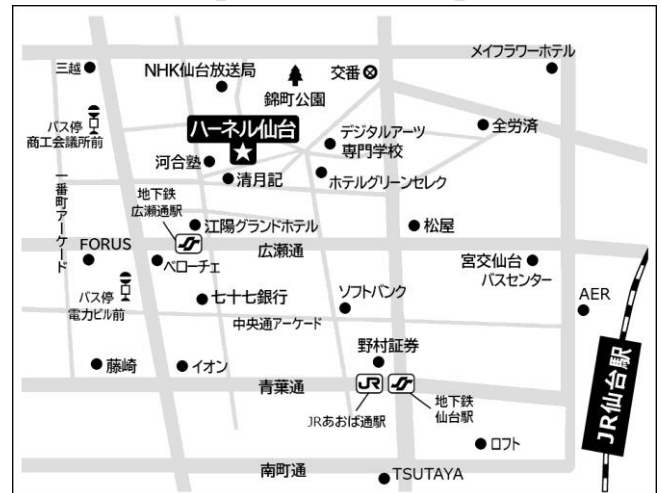 メイフラワーホテル
三越
NHK仙台放送局
交番
錦町公園
バス停
商工会議所前
ハーネル仙台
デジタルアーツ
専門学校
全労済
河合塾
清月記
ホテルグリーンセレク
一番町アーケード
地下鉄
広瀬通駅
江陽グランドホテル
松屋
FORUS
広瀬通
ベローチェ
宮交仙台
バスセンター
バス停
電力ビル前
七十七銀行
ソフトバンク
AER
中央通アーケード
野村証券
藤崎
イオン
青葉通
JR
JRあおば通駅
地下鉄
仙台駅
JR仙台駅
ロフト
南町通
TSUTAYA